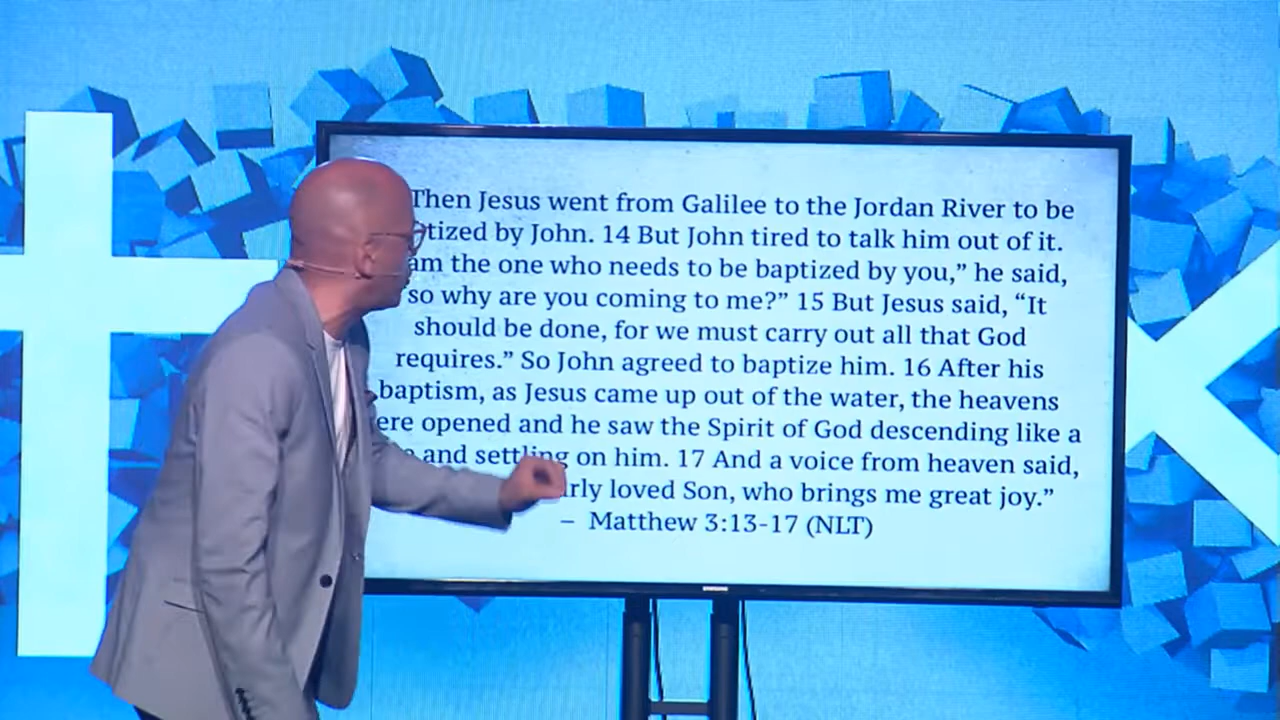 Then Jesus went from Galilee to the Jordan River to be
tized by John. 14 But John tired to talk him out of it.
am the one who needs to be baptized by you,” he said,
“so why are you coming to me?” 15 But Jesus said, “It
should be done, for we must carry out all that God
requires.” So John agreed to baptize him. 16 After his
baptism, as Jesus came up out of the water, the heavens
ere opened and he saw the Spirit of God descending like a
and settling on him. 17 And a voice from heaven said,
rly loved Son, who brings me great joy.”
– Matthew 3:13-17 (NLT)
SAMSUNG